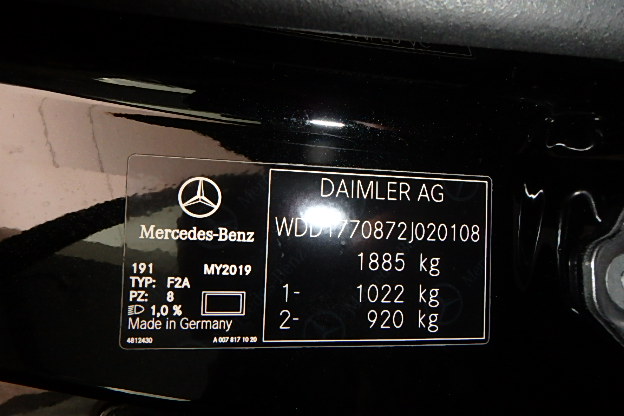 Mercedes-Benz
191 MY2019
TYP: F2A
PZ: 8
1,0 %
Made in Germany
4812430 A 007 817 10 20
DAIMLER AG
WDD1770872J020108
1885 kg
1- 1022 kg
2- 920 kg